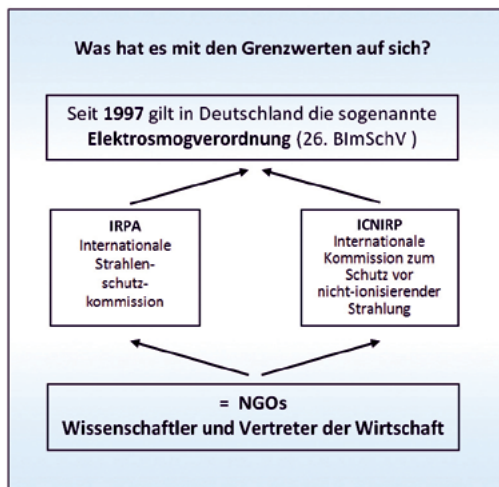 Was hat es mit den Grenzwerten auf sich?
Seit 1997 gilt in Deutschland die sogenannte
Elektrosmogverordnung (26. BImSchV )
IRPA
Internationale
Strahlen-
schutz-
kommission
ICNIRP
Internationale
Kommission zum
Schutz vor
nicht-ionisierender
Strahlung
= NGOs
Wissenschaftler und Vertreter der Wirtschaft